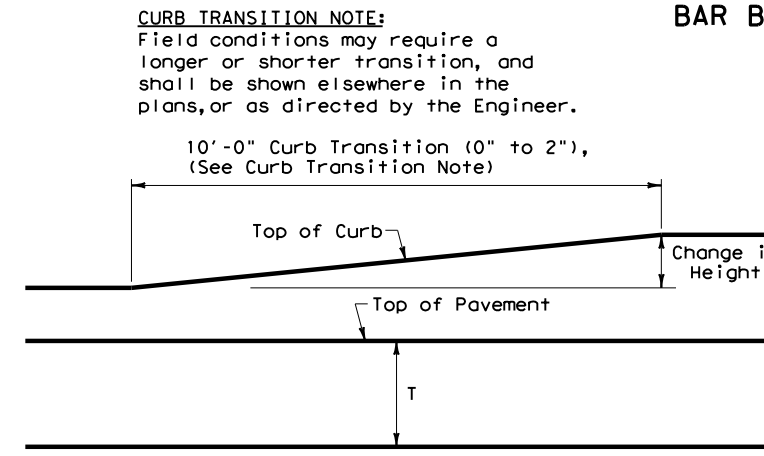 CURB TRANSITION NOTE:
Field conditions may require a
longer or shorter transition, and
shall be shown elsewhere in the
plans,or as directed by the Engineer.
BAR B
10'-0" Curb Transition (0" to 2"),
(See Curb Transition Note)
Top of Curb
Change i
Height
Top of Pavement
T